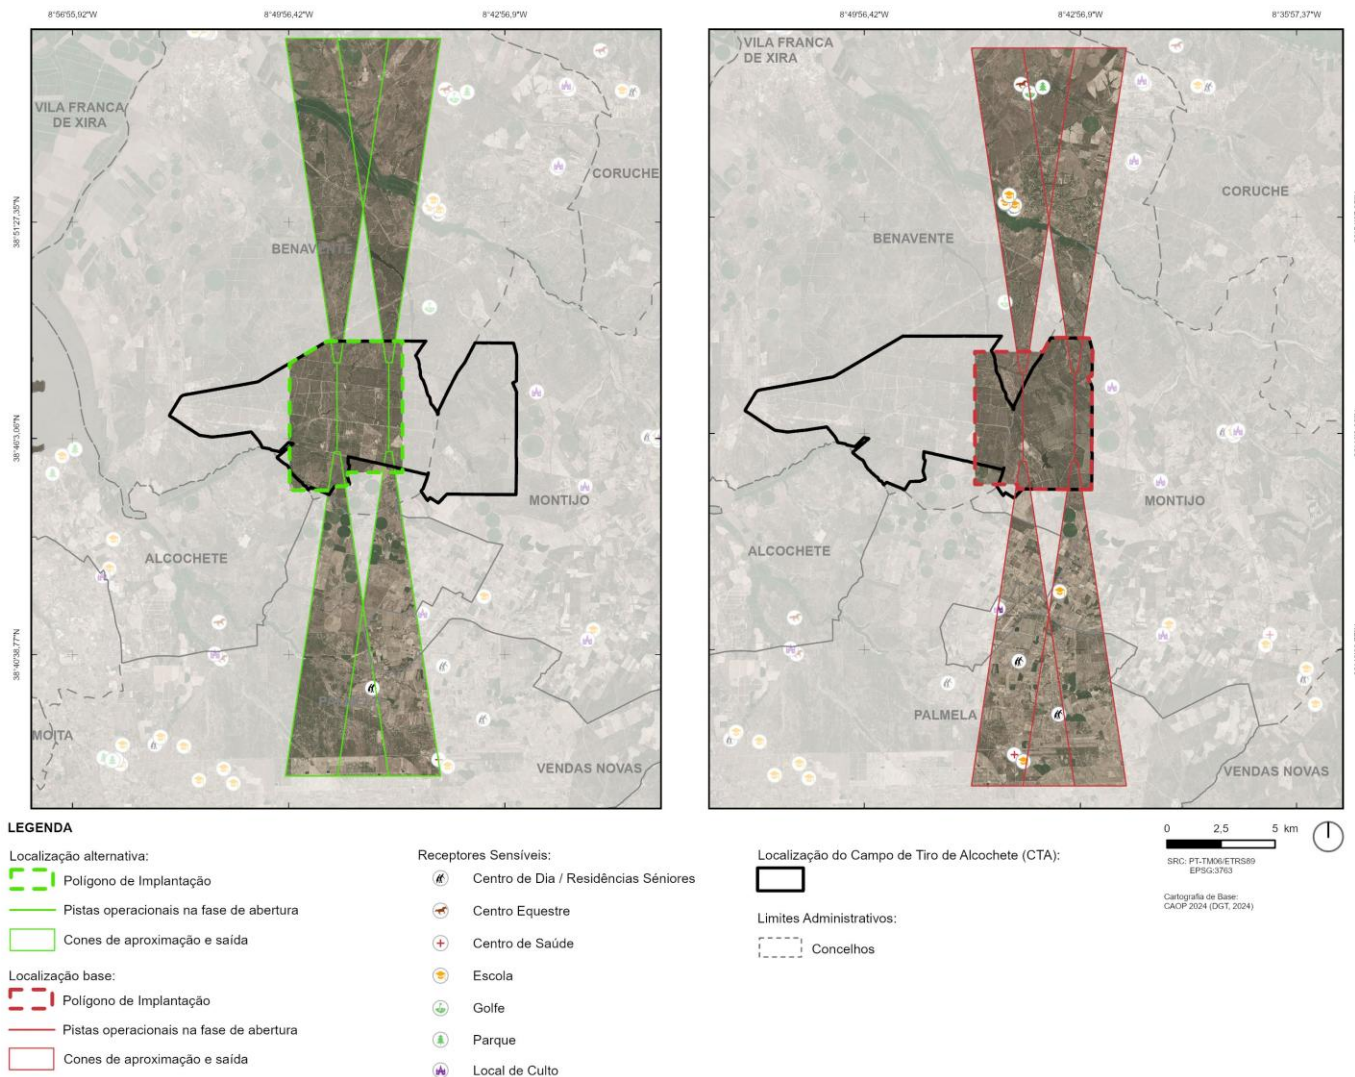 8°56'55,92"W
8°49'56,42"W
8°42'56,9"W
8°49'56,42"W
8°42'56,9"W
8°35'57,37"W
VILA FRANCA
DE XIRA
CORUCHE
BENAVENTE
MONTIJO
ALCOCHETE
MOITA
VENDAS NOVAS
38°51'27,35"N
38°46'3,06"N
38°40'38,77"N
VILA FRANCA
DE XIRA
CORUCHE
BENAVENTE
MONTIJO
ALCOCHETE
PALMELA
VENDAS NOVAS
LEGENDA
Localização alternativa:
Polígono de Implantação
Pistas operacionais na fase de abertura
Cones de aproximação e saída
Localização base:
Polígono de Implantação
Pistas operacionais na fase de abertura
Cones de aproximação e saída
Receptores Sensíveis:
Centro de Dia / Residências Séniores
Centro Equestre
Centro de Saúde
Escola
Golfe
Parque
Local de Culto
Localização do Campo de Tiro de Alcochete (CTA):
Limites Administrativos:
Concelhos
0 2,5 5 km
SRC: PT-TM06/ETRS89
EPSG:3763
Cartografia de Base:
CAOP 2024 (DGT, 2024)